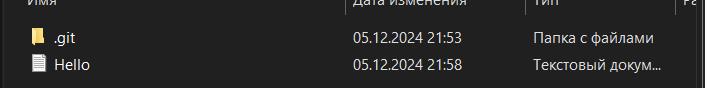 Имя Дата изменения Тип Ра
.git 05.12.2024 21:53 Папка с файлами
Hello 05.12.2024 21:58 Текстовый докум...